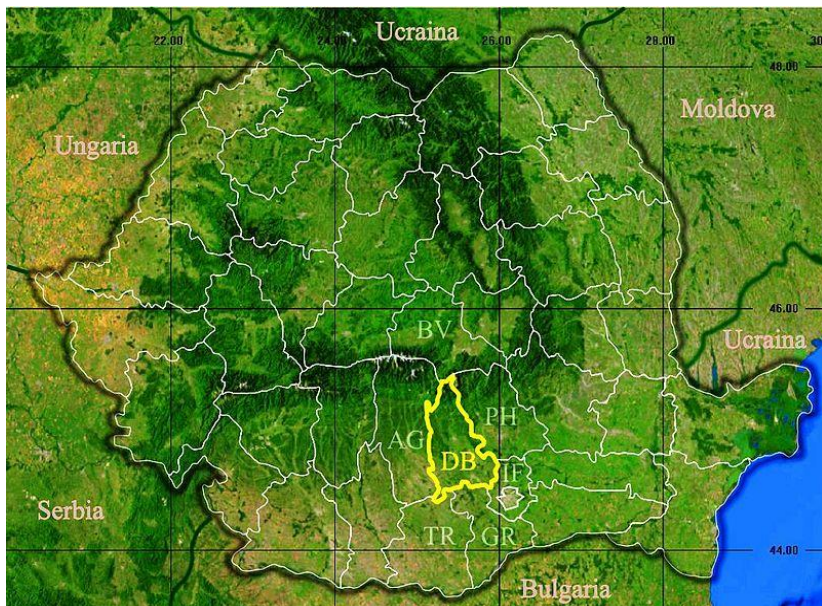 Ucraina
22.00 24.00 26.00 28.00 30
48.00
Moldova
Ungaria
46.00
BV
Ucraina
PH
AG
DB
IF
Serbia
TR GR
44.00
Bulgaria